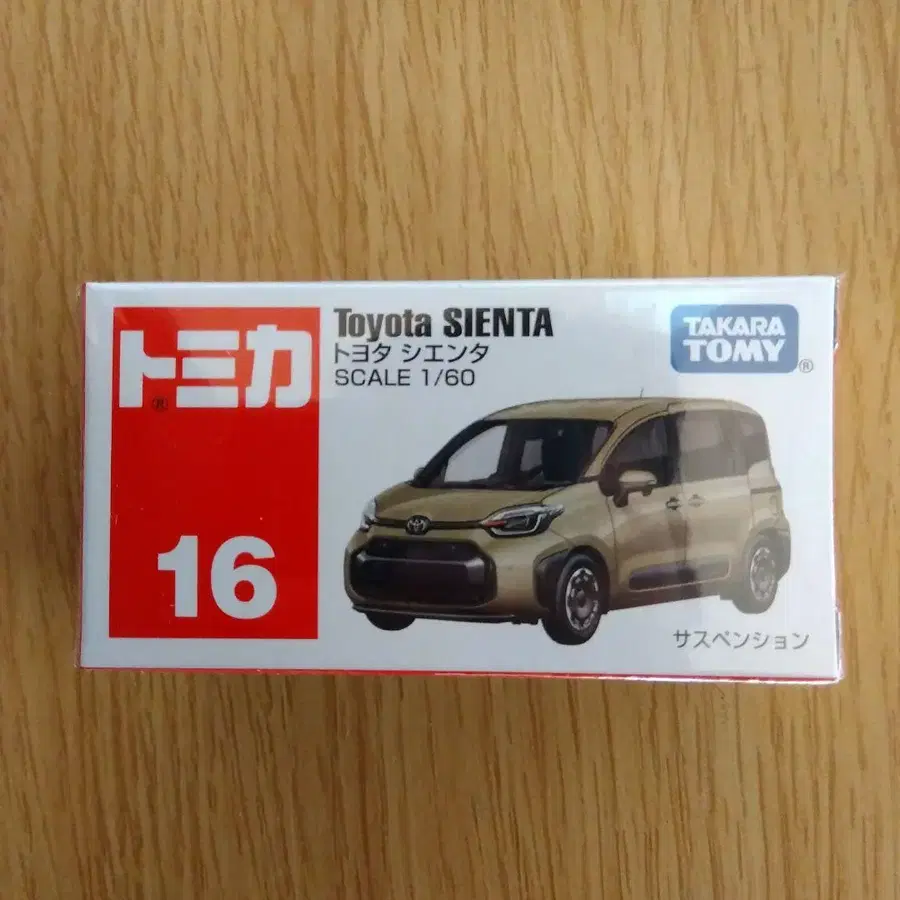 トミカ®
16
Toyota SIENTA
トヨタ シエンタ
SCALE 1/60
TAKARA
TOMY®
サスペンション